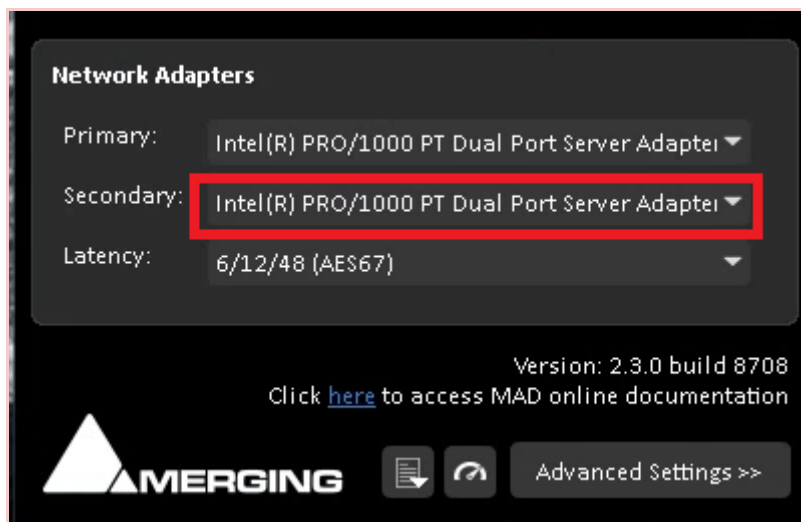 Network Adapters
Primary: Intel(R) PRO/1000 PT Dual Port Server Adapter
Secondary: Intel(R) PRO/1000 PT Dual Port Server Adapter
Latency: 6/12/48 (AES67)
Version: 2.3.0 build 8708
Click here to access MAD online documentation
MERGING
Advanced Settings >>